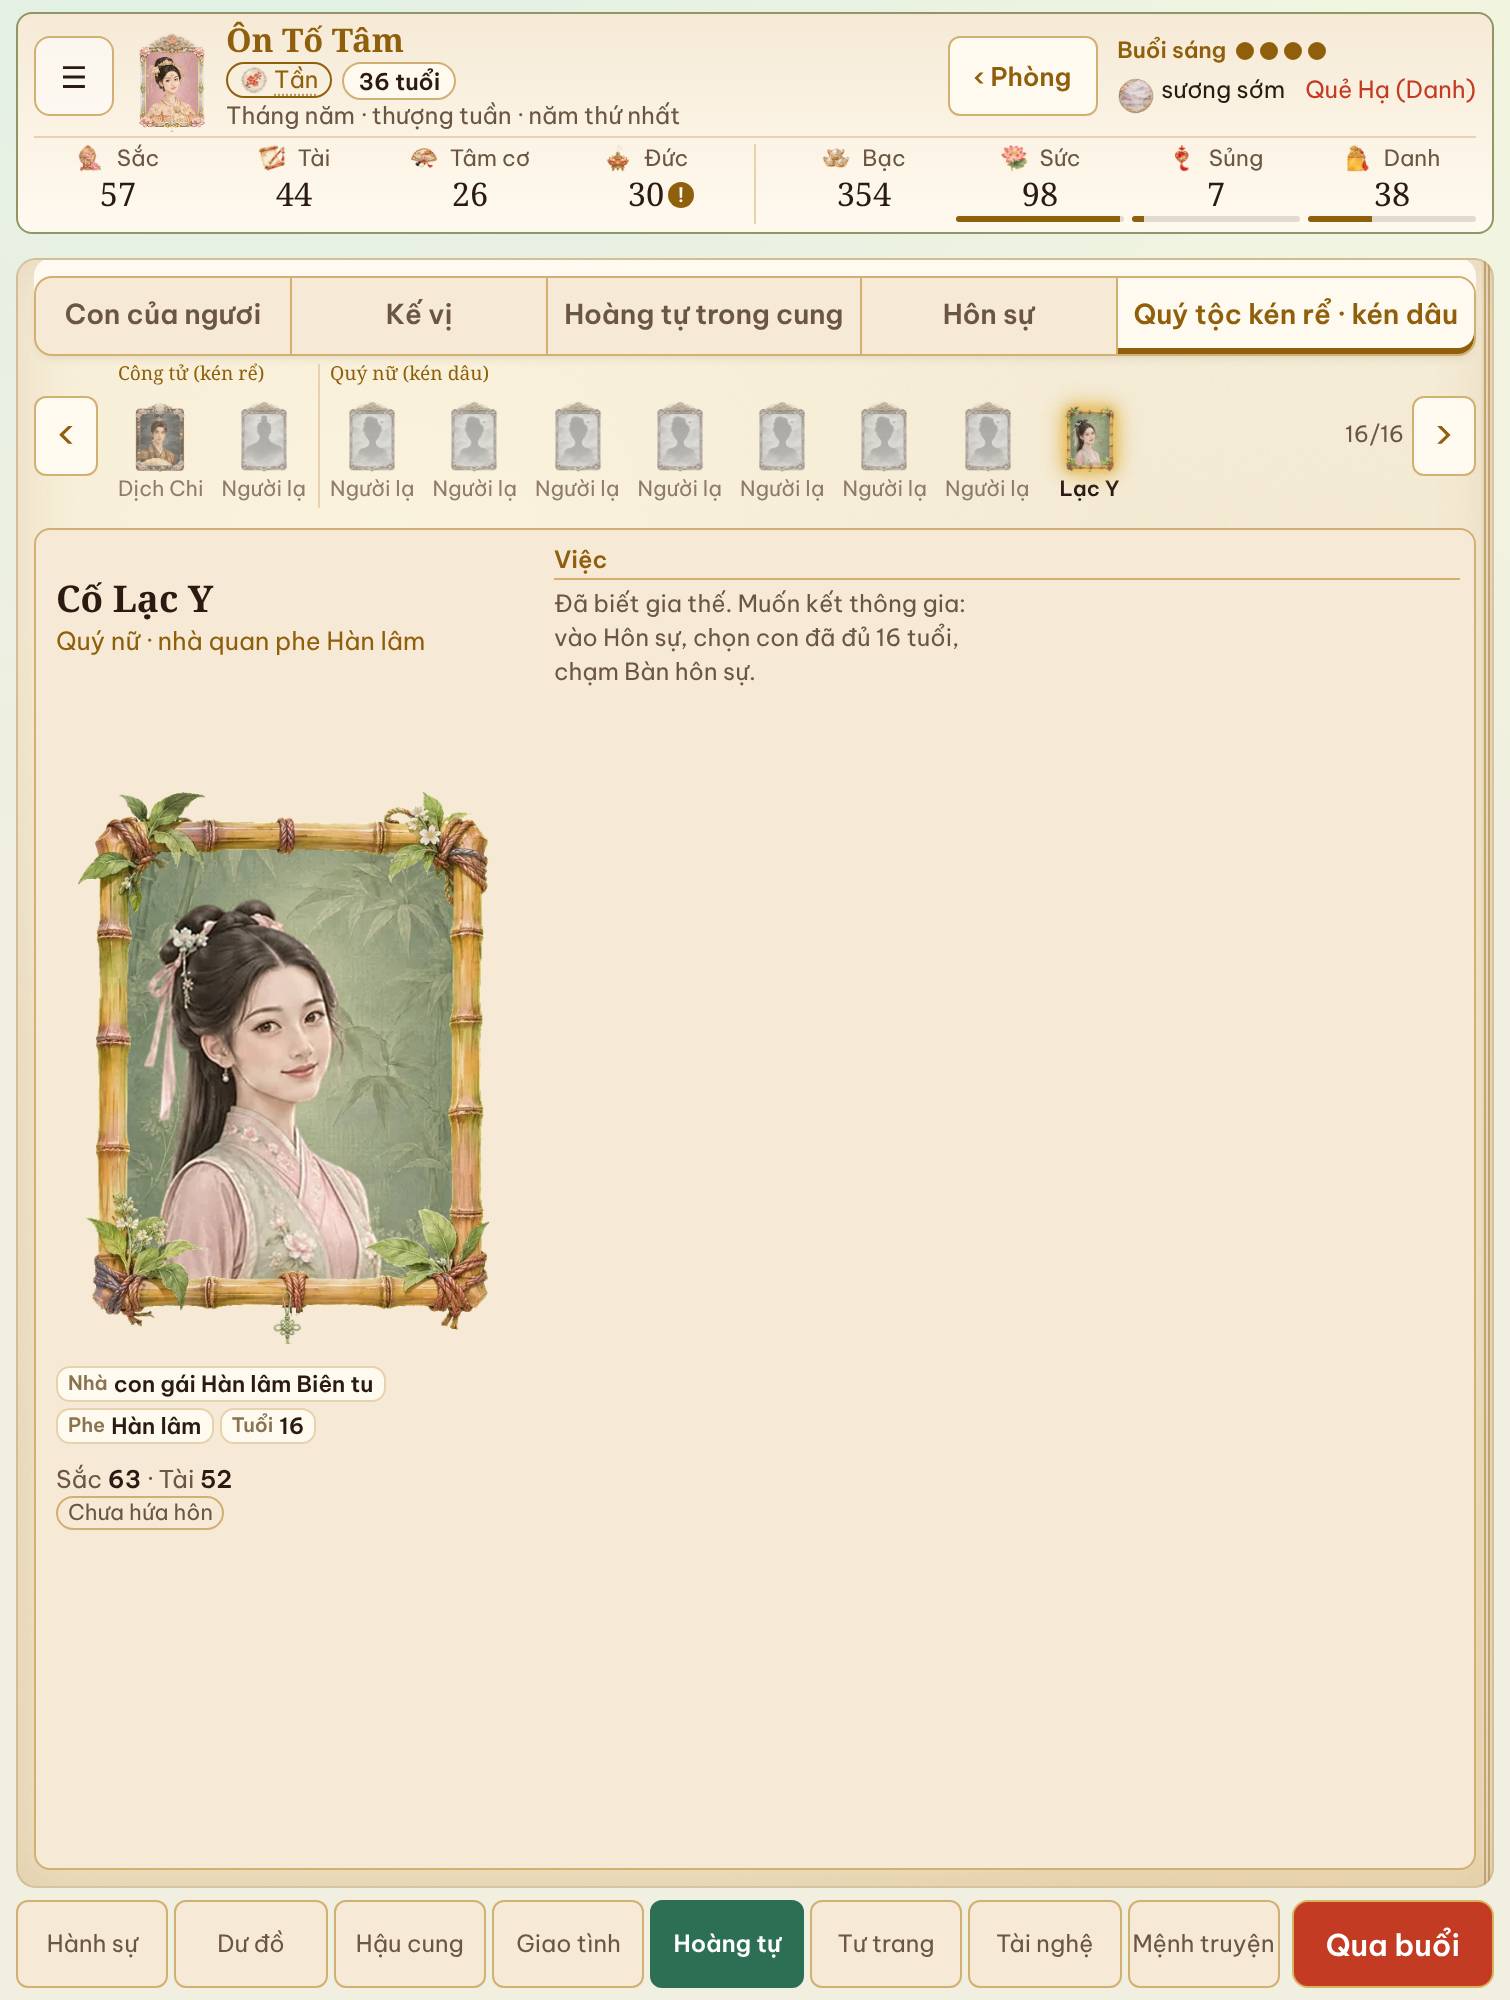 ☰
Ôn Tố Tâm
Tần
36 tuổi
Tháng năm · thượng tuần · năm thứ nhất
‹ Phòng
Buổi sáng
sương sớm
Quẻ Hạ (Danh)
Sắc
Tài
Tâm cơ
Đức
Bạc
Sức
Sủng
Danh
57
44
26
30 !
354
98
7
38
Con của ngươi
Kế vị
Hoàng tự trong cung
Hôn sự
Quý tộc kén rể · kén dâu
Công tử (kén rể)
Quý nữ (kén dâu)
‹
16/16
›
Dịch Chi
Người lạ
Người lạ
Người lạ
Người lạ
Người lạ
Người lạ
Người lạ
Người lạ
Lạc Y
Cố Lạc Y
Quý nữ · nhà quan phe Hàn lâm
Việc
Đã biết gia thế. Muốn kết thông gia:
vào Hôn sự, chọn con đã đủ 16 tuổi,
chạm Bàn hôn sự.
Nhà con gái Hàn lâm Biên tu
Phe Hàn lâm
Tuổi 16
Sắc 63 · Tài 52
Chưa hứa hôn
Hành sự
Dư đồ
Hậu cung
Giao tình
Hoàng tự
Tư trang
Tài nghệ
Mệnh truyện
Qua buổi